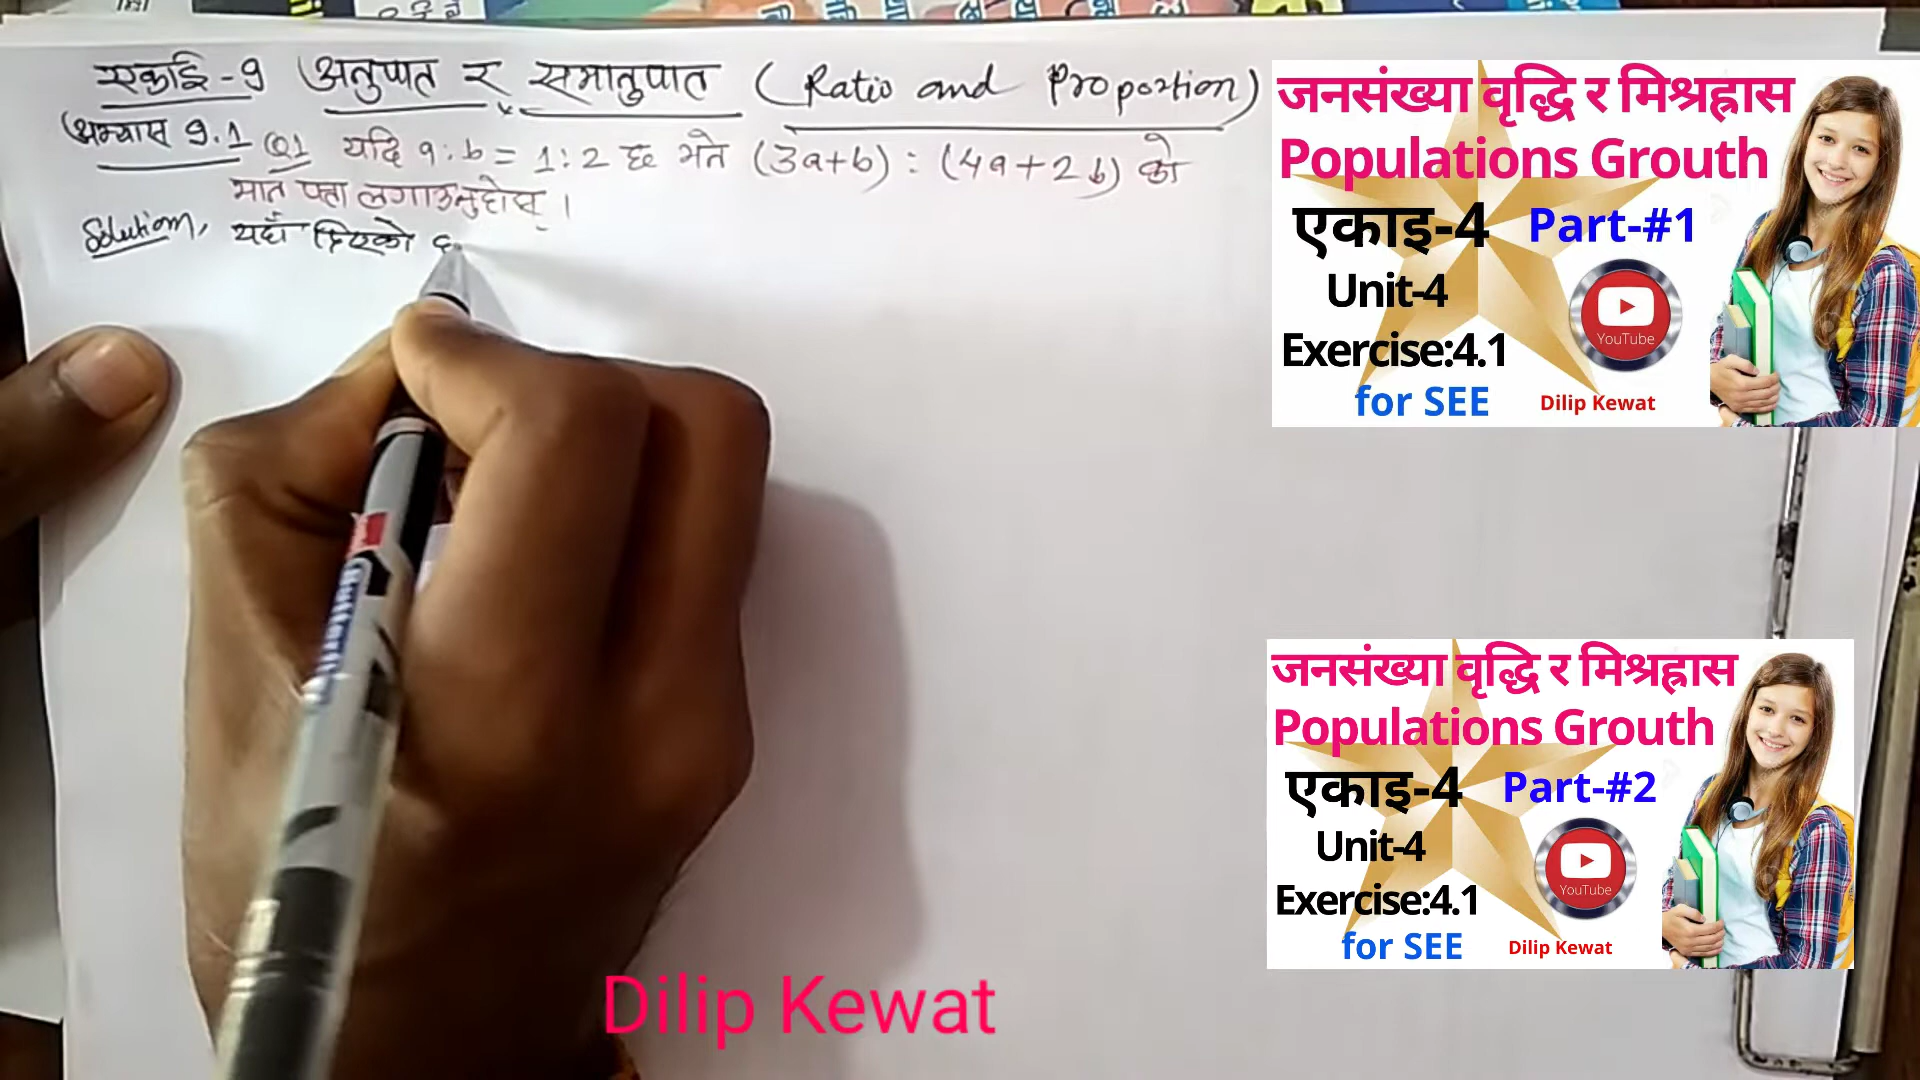 एकाइ-9 अनुपात र समानुपात (Ratio and Proportion)
अभ्यास 9.1 Q1 यदि a:b = 1:2 छ भने (3a+b) : (4a+2b) को
मान पत्ता लगाउनुहोस् ।
Solution, यहाँ दिएको छ
जनसंख्या वृद्धि र मिश्रह्रास
Populations Grouth
एकाइ-4 Part-#1
Unit-4
YouTube
Exercise:4.1
for SEE Dilip Kewat
जनसंख्या वृद्धि र मिश्रह्रास
Populations Grouth
एकाइ-4 Part-#2
Unit-4
YouTube
Exercise:4.1
for SEE Dilip Kewat
Dilip Kewat